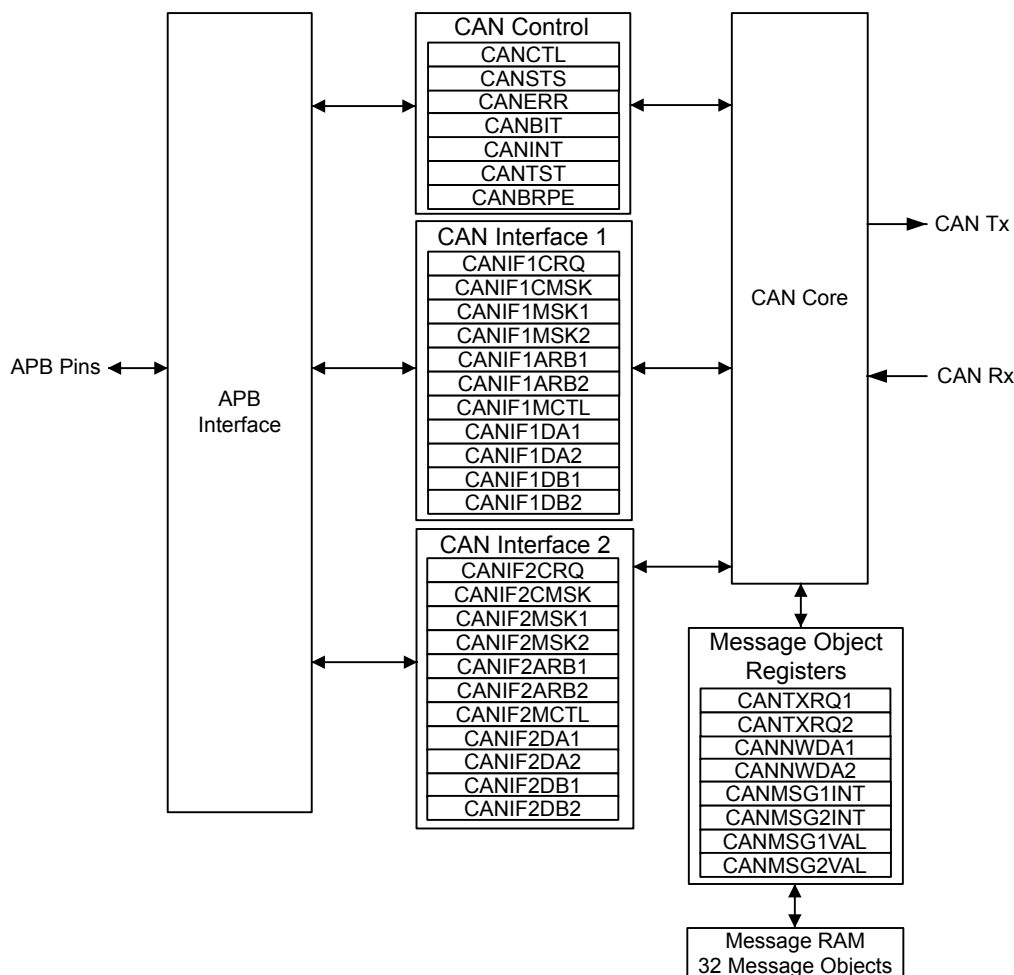 CAN Control
CANCTL
CANSTS
CANERR
CANBIT
CANINT
CANTST
CANBRPE
CAN Interface 1
CANIF1CRQ
CANIF1CMSK
CANIF1MSK1
CANIF1MSK2
CANIF1ARB1
CANIF1ARB2
CANIF1MCTL
CANIF1DA1
CANIF1DA2
CANIF1DB1
CANIF1DB2
CAN Interface 2
CANIF2CRQ
CANIF2CMSK
CANIF2MSK1
CANIF2MSK2
CANIF2ARB1
CANIF2ARB2
CANIF2MCTL
CANIF2DA1
CANIF2DA2
CANIF2DB1
CANIF2DB2
APB Pins
APB
Interface
CAN Core
CAN Tx
CAN Rx
Message Object
Registers
CANTXRQ1
CANTXRQ2
CANNWDA1
CANNWDA2
CANMSG1INT
CANMSG2INT
CANMSG1VAL
CANMSG2VAL
Message RAM
32 Message Objects